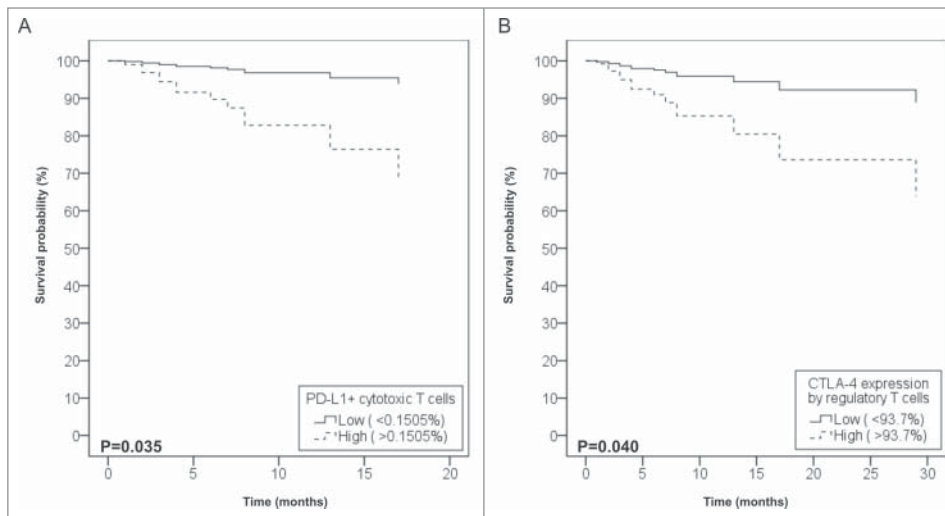 A
Survival probability (%)
100
90
80
70
60
50
40
30
20
10
0
PD-L1+ cytotoxic T cells
Low ( <0.1505%)
High ( >0.1505%)
P=0.035
0 5 10 15 20
Time (months)
B
Survival probability (%)
100
90
80
70
60
50
40
30
20
10
0
CTLA-4 expression
by regulatory T cells
Low ( <93.7%)
High ( >93.7%)
P=0.040
0 5 10 15 20 25 30
Time (months)